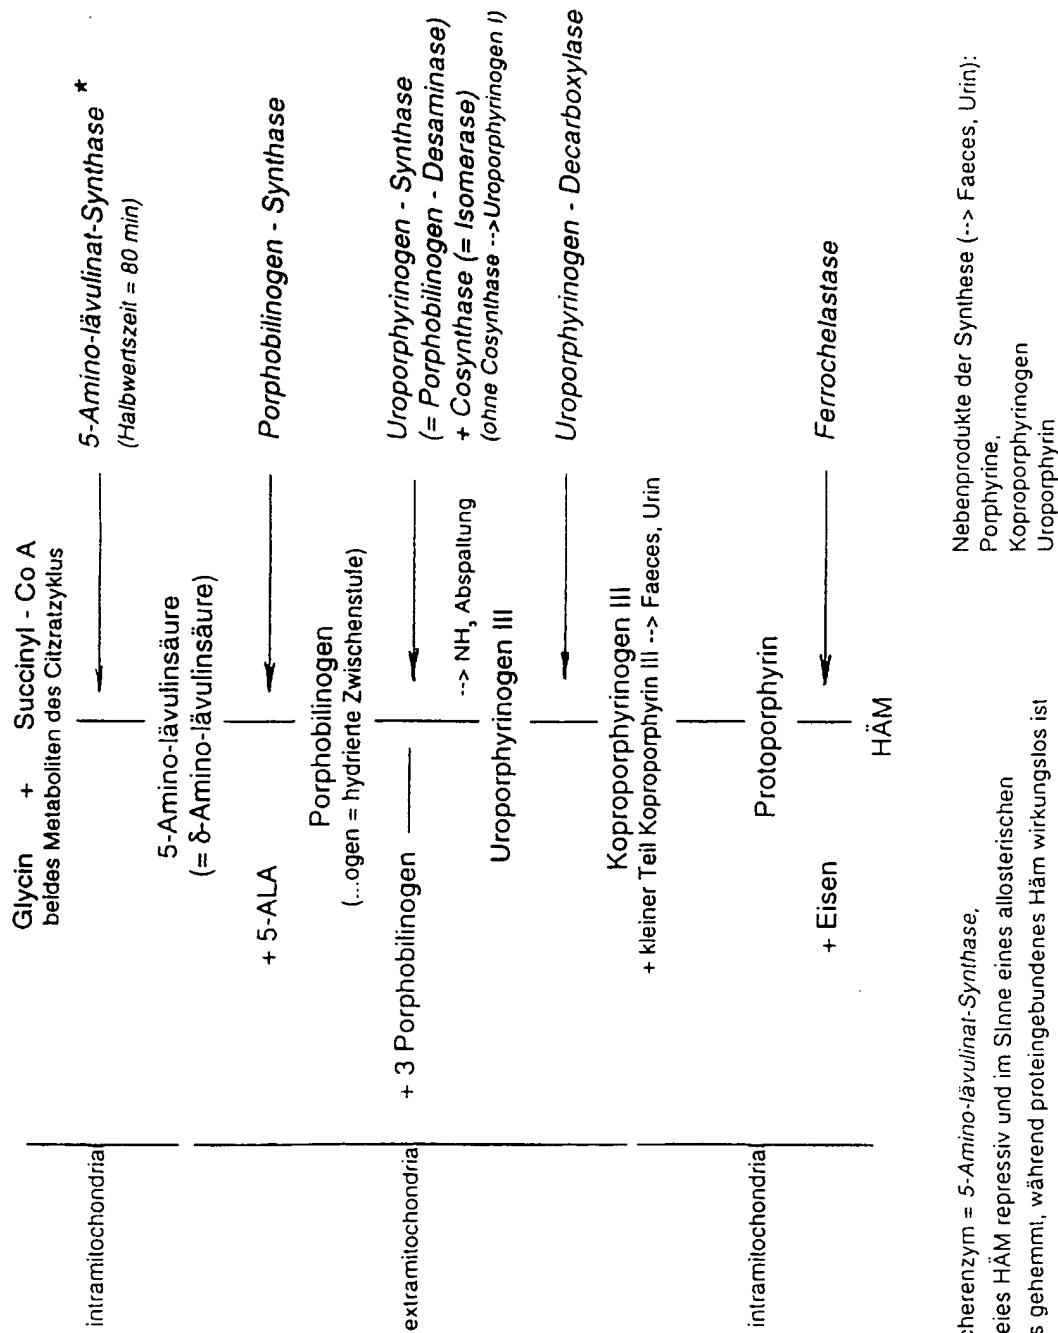 Glycin + Succinyl - Co A
beides Metaboliten des Citzratzyklus
5-Amino-lävulinat-Synthase *
(Halbwertszeit = 80 min)
intramitochondrial
5-Amino-lävulinsäure
(= δ-Amino-lävulinsäure)
+ 5-ALA
Porphobilinogen - Synthase
Porphobilinogen
(...ogen = hydrierte Zwischenstufe)
+ 3 Porphobilinogen
--> NH, Abspaltung
Uroporphyrinogen - Synthase
(= Porphobilinogen - Desaminase)
+ Cosynthase (= Isomerase)
(ohne Cosynthase -->Uroporphyrinogen I)
extramitochondrial
Uroporphyrinogen III
Uroporphyrinogen - Decarboxylase
Koproporphyrinogen III
+ kleiner Teil Koproporphyrin III --> Faeces, Urin
Protoporphyrin
+ Eisen
Ferrochelastase
intramitochondrial
HÄM
cherenzym = 5-Amino-lävulinat-Synthase,
eies HÄM repressiv und im SInne eines allosterischen
s gehemmt, während proteingebundenes Häm wirkungslos ist
Nebenprodukte der Synthese (--> Faeces, Urin):
Porphyrine,
Koproporphyrinogen
Uroporphyrin